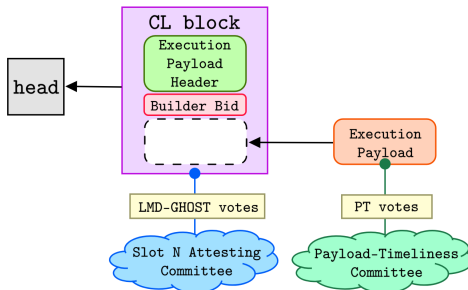 CL block
Execution
Payload
Header
head
Builder Bid
Execution
Payload
LMD-GHOST votes
PT votes
Slot N Attesting
Committee
Payload-Timeliness
Committee